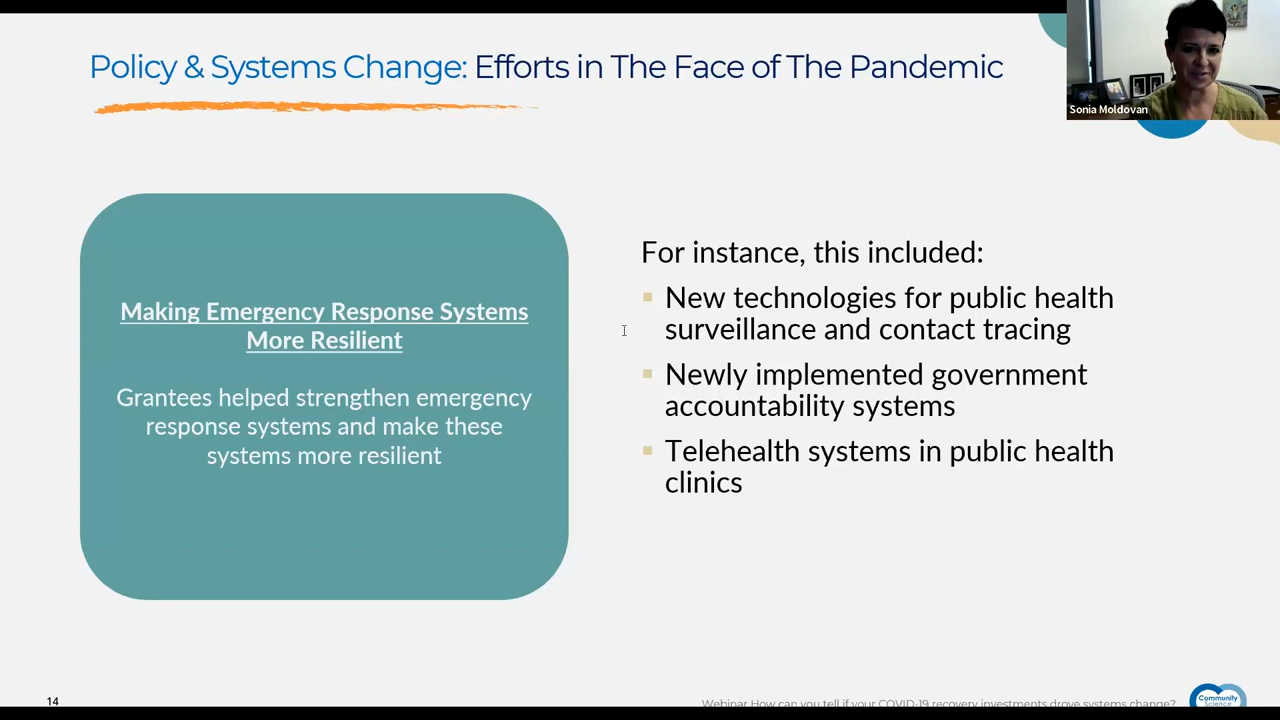 Policy & Systems Change: Efforts in The Face of The Pandemic
Sonia Moldovan
Making Emergency Response Systems
More Resilient
Grantees helped strengthen emergency
response systems and make these
systems more resilient
For instance, this included:
New technologies for public health
surveillance and contact tracing
Newly implemented government
accountability systems
Telehealth systems in public health
clinics
14
Webinar How can you tell if your COVID-19 recovery investments drove systems change?
Community
Science